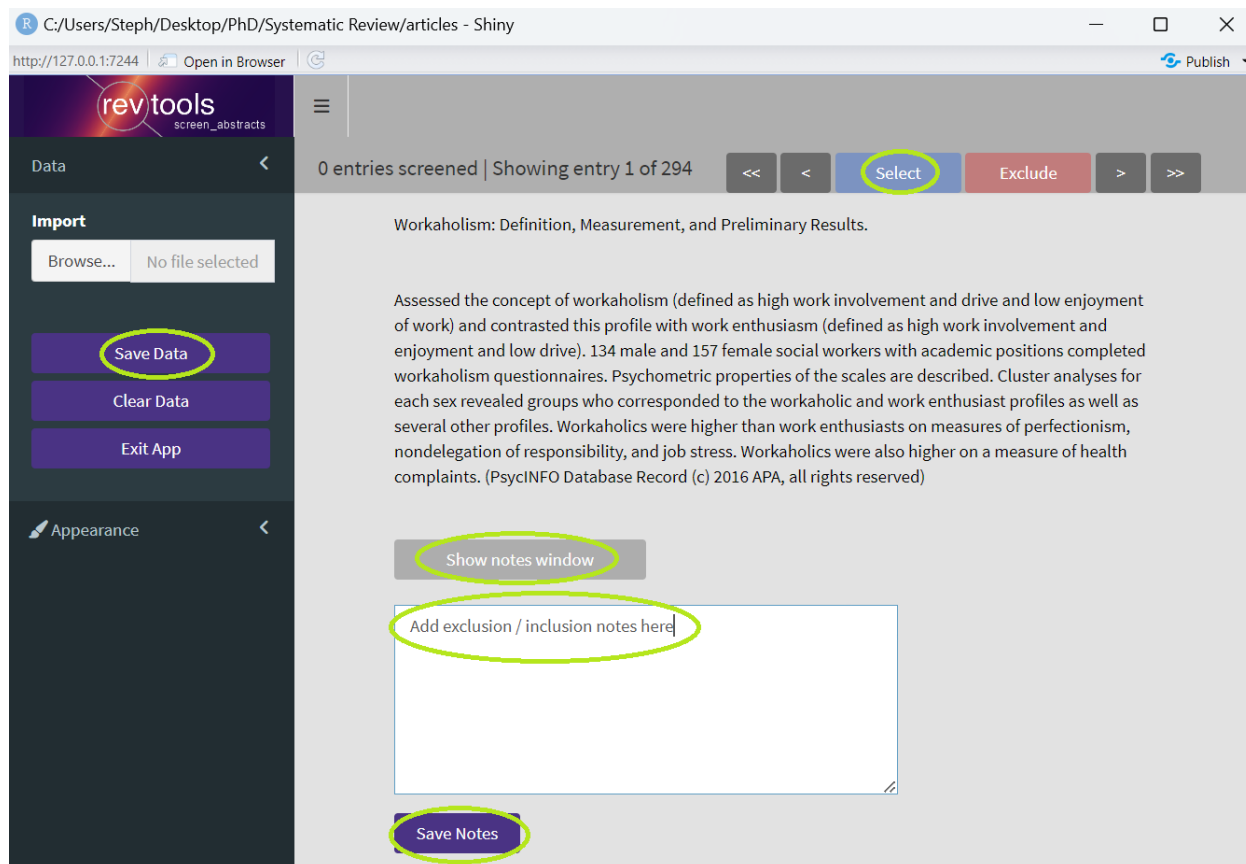 R C:/Users/Steph/Desktop/PhD/Systematic Review/articles - Shiny
http://127.0.0.1:7244 Open in Browser Publish
revtools
screen_abstracts
Data
0 entries screened | Showing entry 1 of 294 << < Select Exclude > >>
Import
Browse... No file selected
Save Data
Clear Data
Exit App
Appearance
Workaholism: Definition, Measurement, and Preliminary Results.
Assessed the concept of workaholism (defined as high work involvement and drive and low enjoyment
of work) and contrasted this profile with work enthusiasm (defined as high work involvement and
enjoyment and low drive). 134 male and 157 female social workers with academic positions completed
workaholism questionnaires. Psychometric properties of the scales are described. Cluster analyses for
each sex revealed groups who corresponded to the workaholic and work enthusiast profiles as well as
several other profiles. Workaholics were higher than work enthusiasts on measures of perfectionism,
nondelegation of responsibility, and job stress. Workaholics were also higher on a measure of health
complaints. (PsycINFO Database Record (c) 2016 APA, all rights reserved)
Show notes window
Add exclusion / inclusion notes here
Save Notes